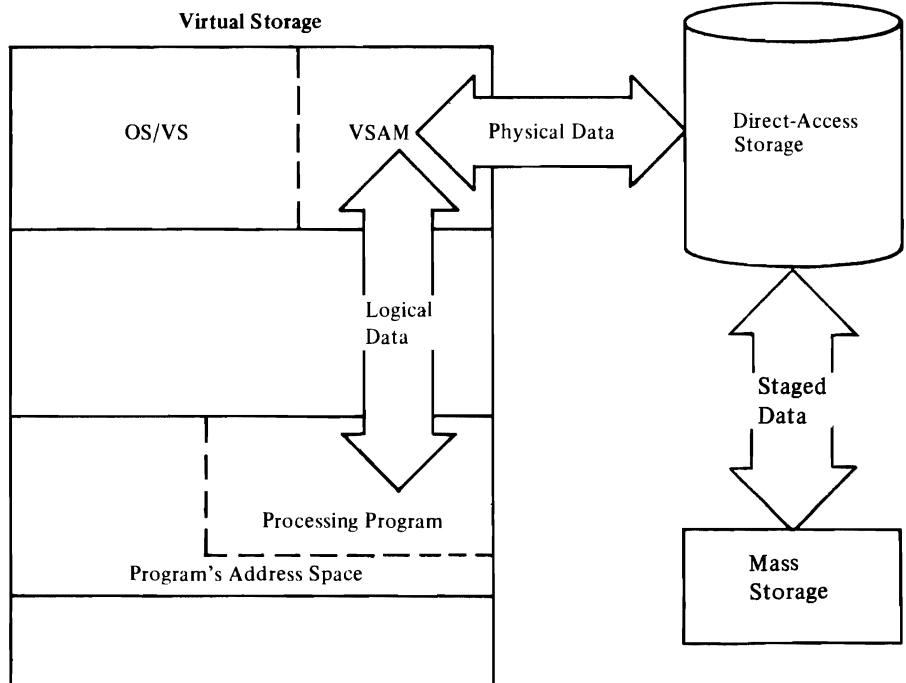 Virtual Storage
OS/VS
VSAM
Physical Data
Direct-Access
Storage
Logical
Data
Staged
Data
Processing Program
Program's Address Space
Mass
Storage